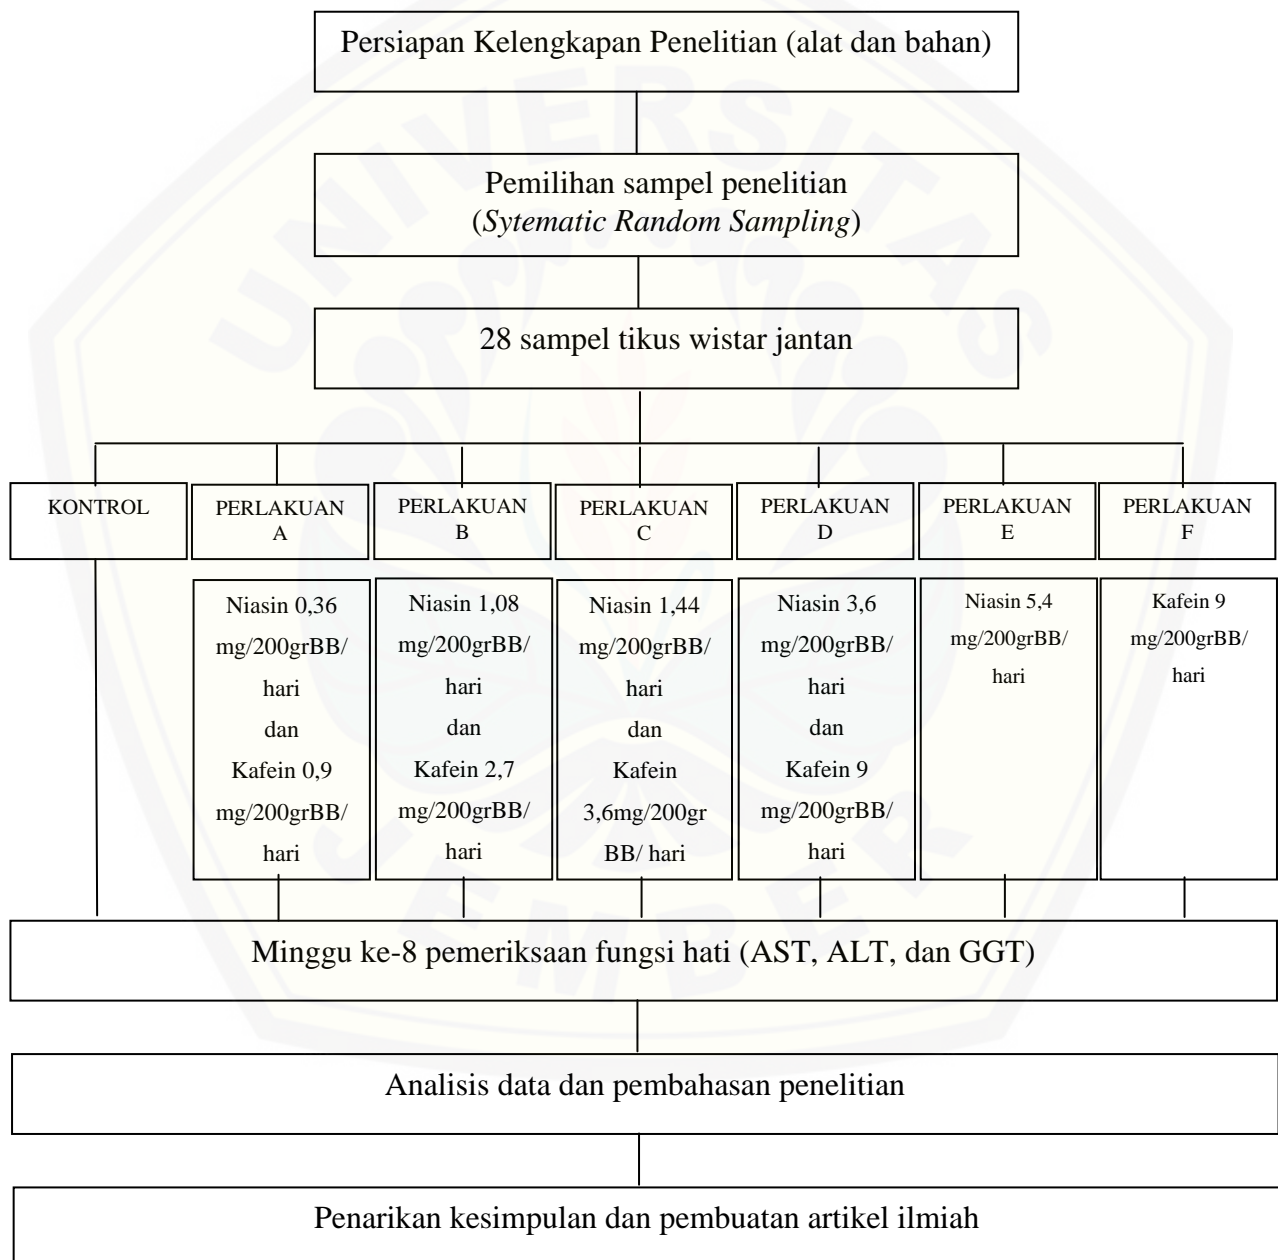 Persiapan Kelengkapan Penelitian (alat dan bahan)
Pemilihan sampel penelitian
(Sytematic Random Sampling)
28 sampel tikus wistar jantan
KONTROL
PERLAKUAN
A
PERLAKUAN
B
PERLAKUAN
C
PERLAKUAN
D
PERLAKUAN
E
PERLAKUAN
F
Niasin 0,36
mg/200grBB/
hari
dan
Kafein 0,9
mg/200grBB/
hari
Niasin 1,08
mg/200grBB/
hari
dan
Kafein 2,7
mg/200grBB/
hari
Niasin 1,44
mg/200grBB/
hari
dan
Kafein
3,6mg/200gr
BB/ hari
Niasin 3,6
mg/200grBB/
hari
dan
Kafein 9
mg/200grBB/
hari
Niasin 5,4
mg/200grBB/
hari
Kafein 9
mg/200grBB/
hari
Minggu ke-8 pemeriksaan fungsi hati (AST, ALT, dan GGT)
Analisis data dan pembahasan penelitian
Penarikan kesimpulan dan pembuatan artikel ilmiah
UNIVERSITAS
JEMBER